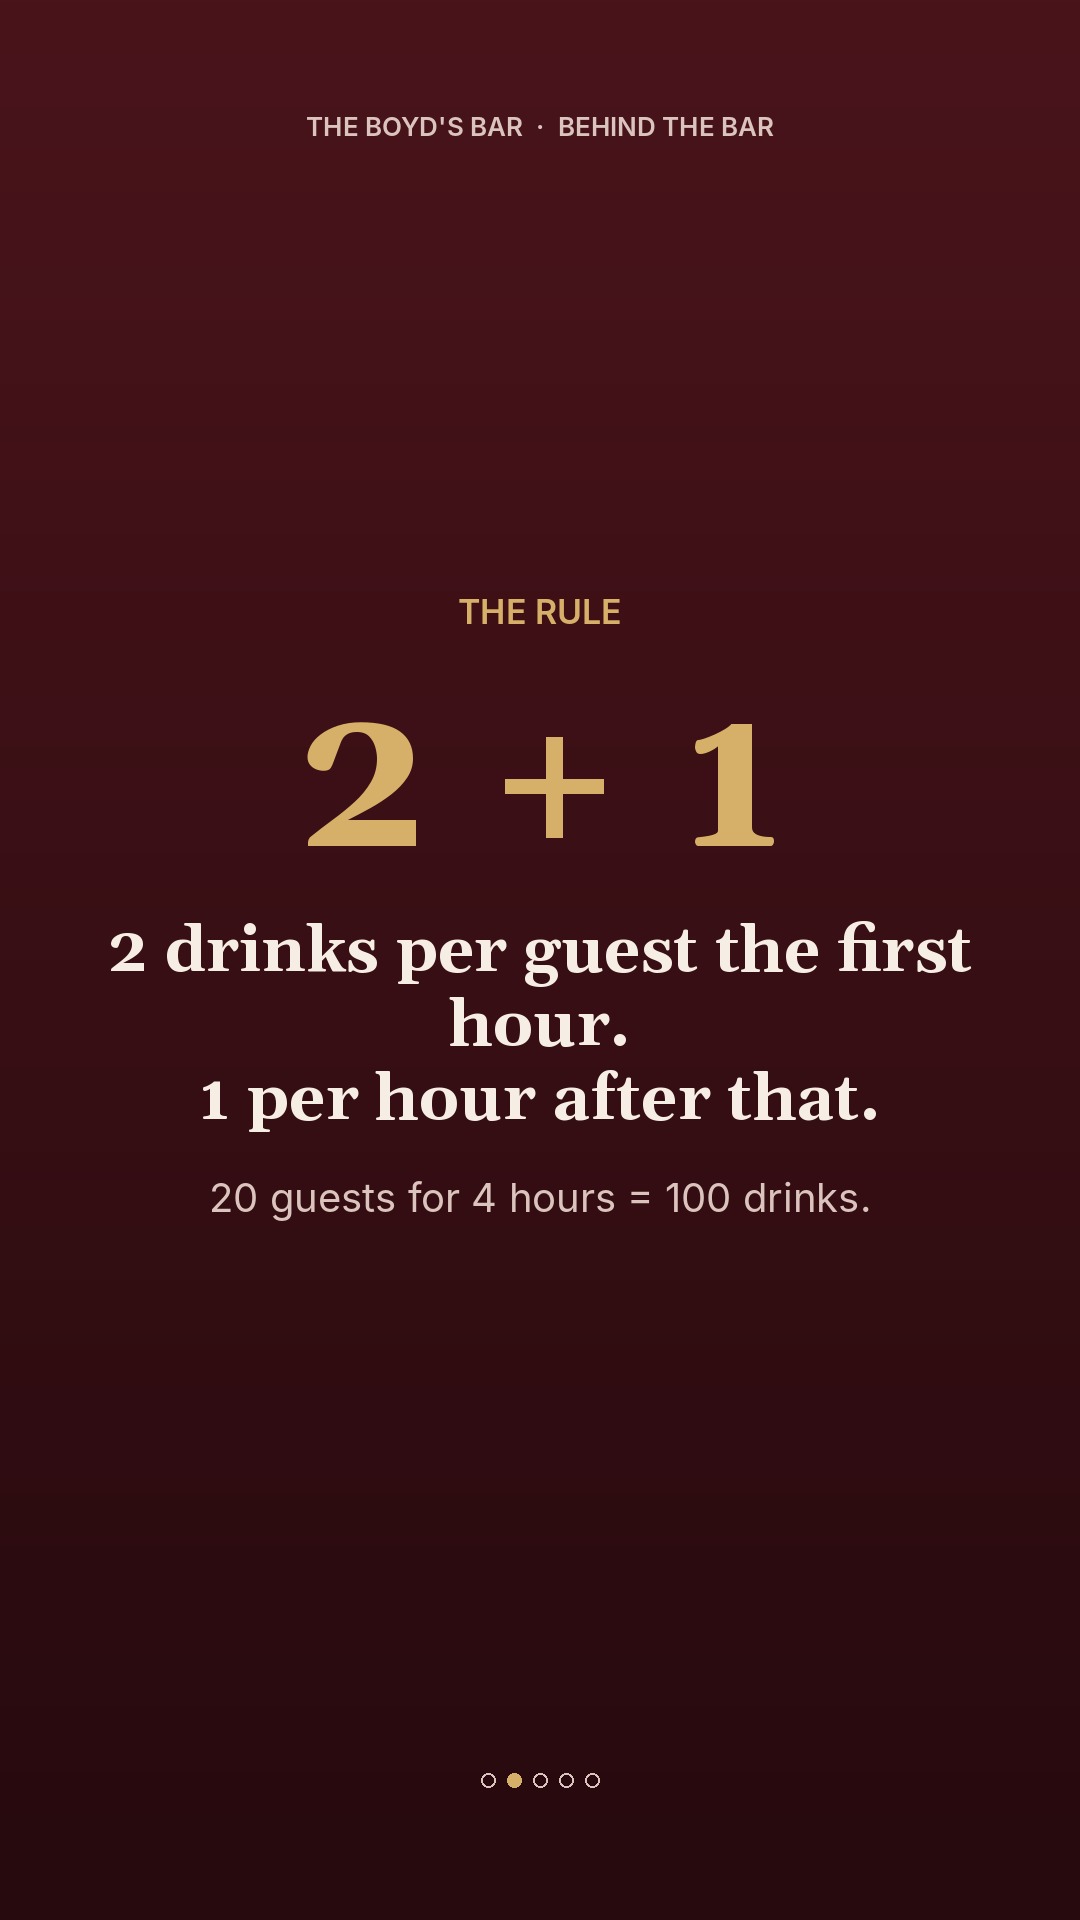 THE BOYD'S BAR · BEHIND THE BAR
THE RULE
2 + 1
2 drinks per guest the first
hour.
1 per hour after that.
20 guests for 4 hours = 100 drinks.